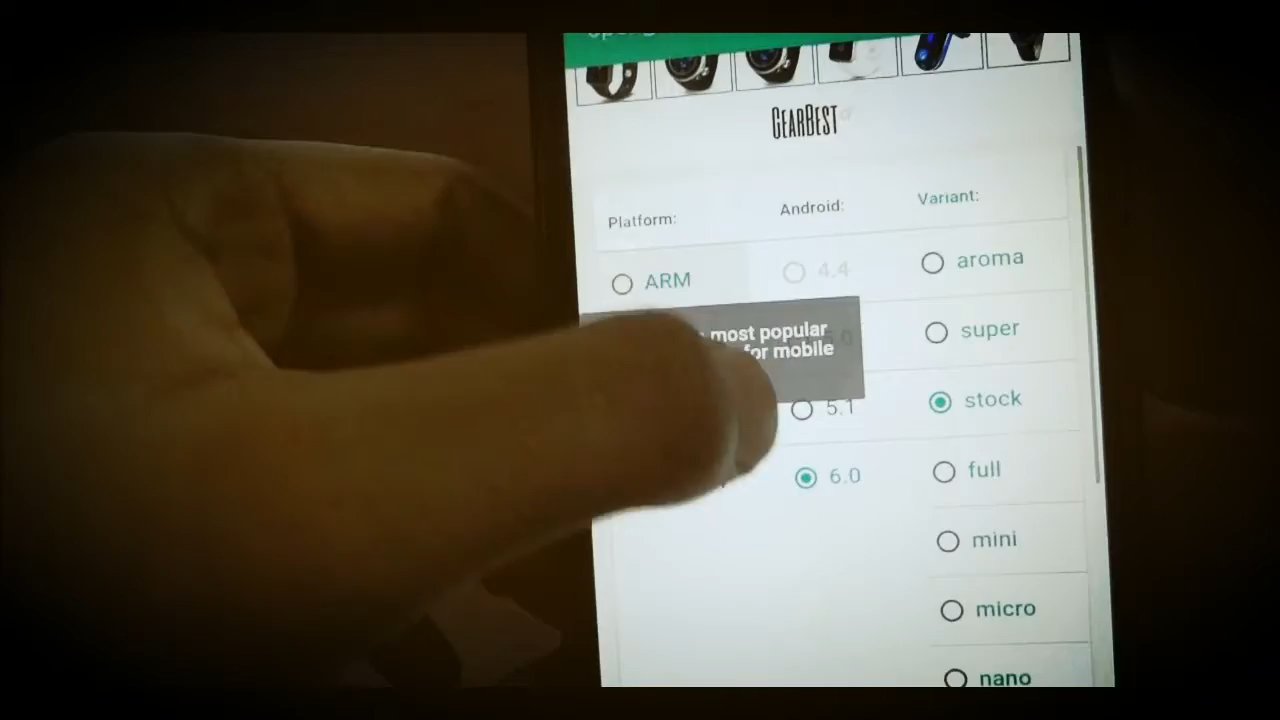 GEARBEST
Platform:
Android:
Variant:
ARM
4.4
aroma
most popular
for mobile
super
5.1
stock
6.0
full
mini
micro
nano